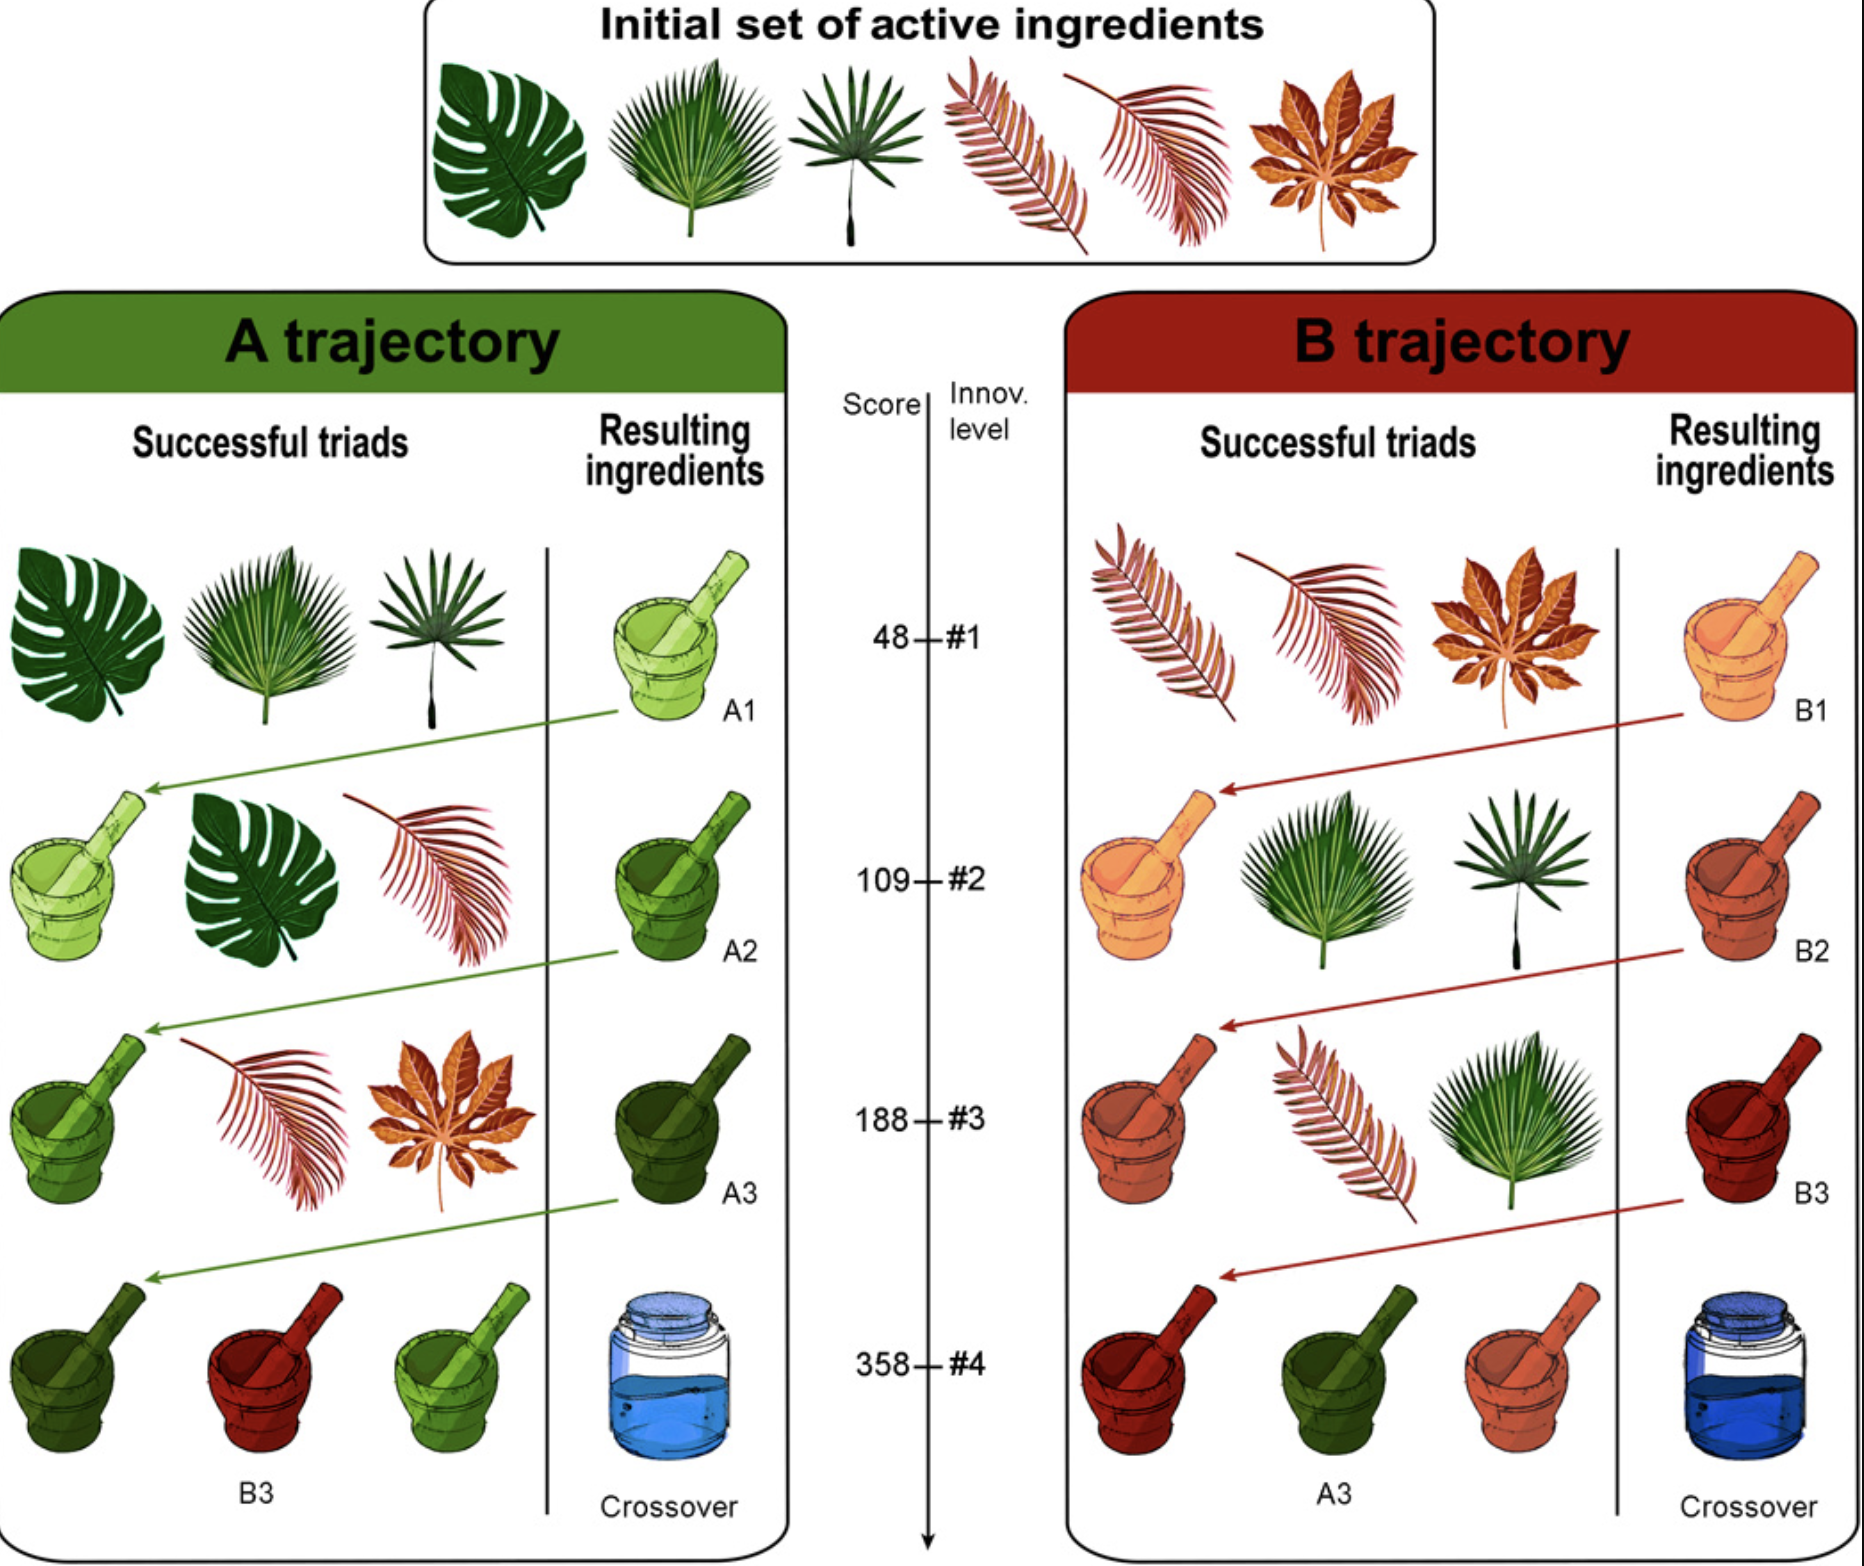 Initial set of active ingredients
A trajectory
Successful triads
Resulting
ingredients
A1
A2
A3
B3
Crossover
Score
Innov.
level
48 #1
109 #2
188 #3
358 #4
B trajectory
Successful triads
Resulting
ingredients
B1
B2
B3
A3
Crossover